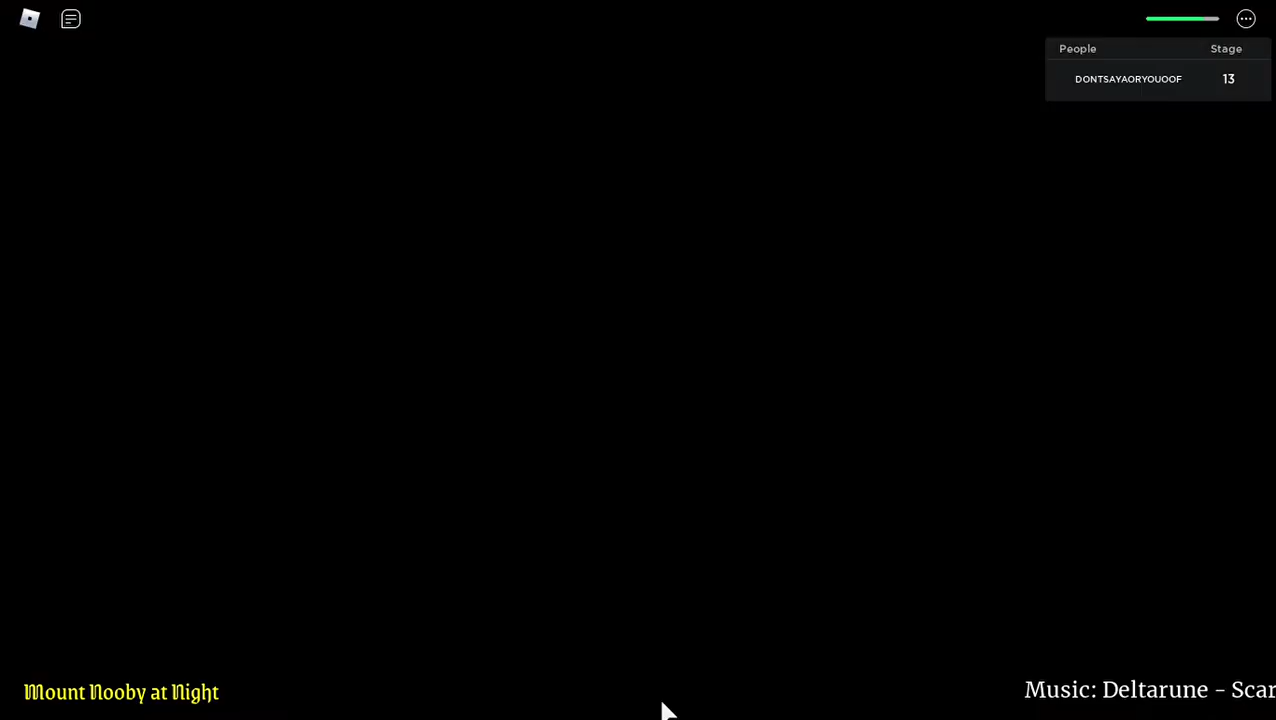 People Stage
DONTSAYAORYOUOOF 13
Mount Nooby at Night
Music: Deltarune - Scar